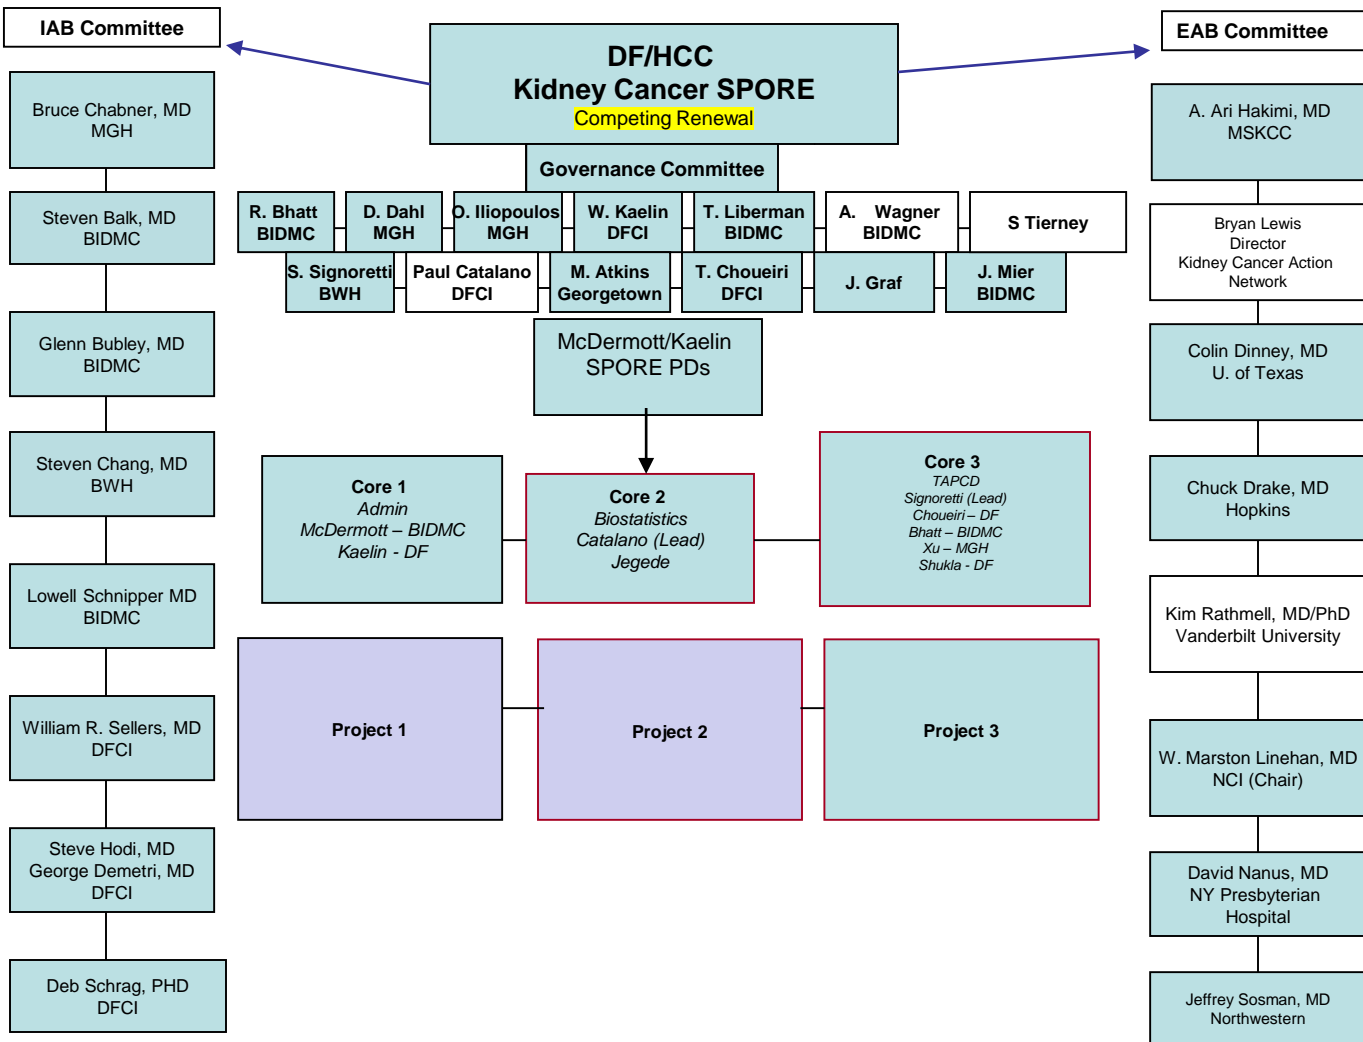 IAB Committee
DF/HCC
Kidney Cancer SPORE
Competing Renewal
EAB Committee
Governance Committee
R. Bhatt
BIDMC
D. Dahl
MGH
O. Iliopoulos
MGH
W. Kaelin
DFCI
T. Liberman
BIDMC
A. Wagner
BIDMC
S Tierney
S. Signoretti
BWH
Paul Catalano
DFCI
M. Atkins
Georgetown
T. Choueiri
DFCI
J. Graf
J. Mier
BIDMC
McDermott/Kaelin
SPORE PDs
Core 1
Admin
McDermott – BIDMC
Kaelin - DF
Core 2
Biostatistics
Catalano (Lead)
Jegede
Core 3
TAPCD
Signoretti (Lead)
Choueiri – DF
Bhatt – BIDMC
Xu – MGH
Shukla - DF
Project 1
Project 2
Project 3
Bruce Chabner, MD
MGH
Steven Balk, MD
BIDMC
Glenn Bubley, MD
BIDMC
Steven Chang, MD
BWH
Lowell Schnipper MD
BIDMC
William R. Sellers, MD
DFCI
Steve Hodi, MD
George Demetri, MD
DFCI
Deb Schrag, PHD
DFCI
A. Ari Hakimi, MD
MSKCC
Bryan Lewis
Director
Kidney Cancer Action
Network
Colin Dinney, MD
U. of Texas
Chuck Drake, MD
Hopkins
Kim Rathmell, MD/PhD
Vanderbilt University
W. Marston Linehan, MD
NCI (Chair)
David Nanus, MD
NY Presbyterian
Hospital
Jeffrey Sosman, MD
Northwestern